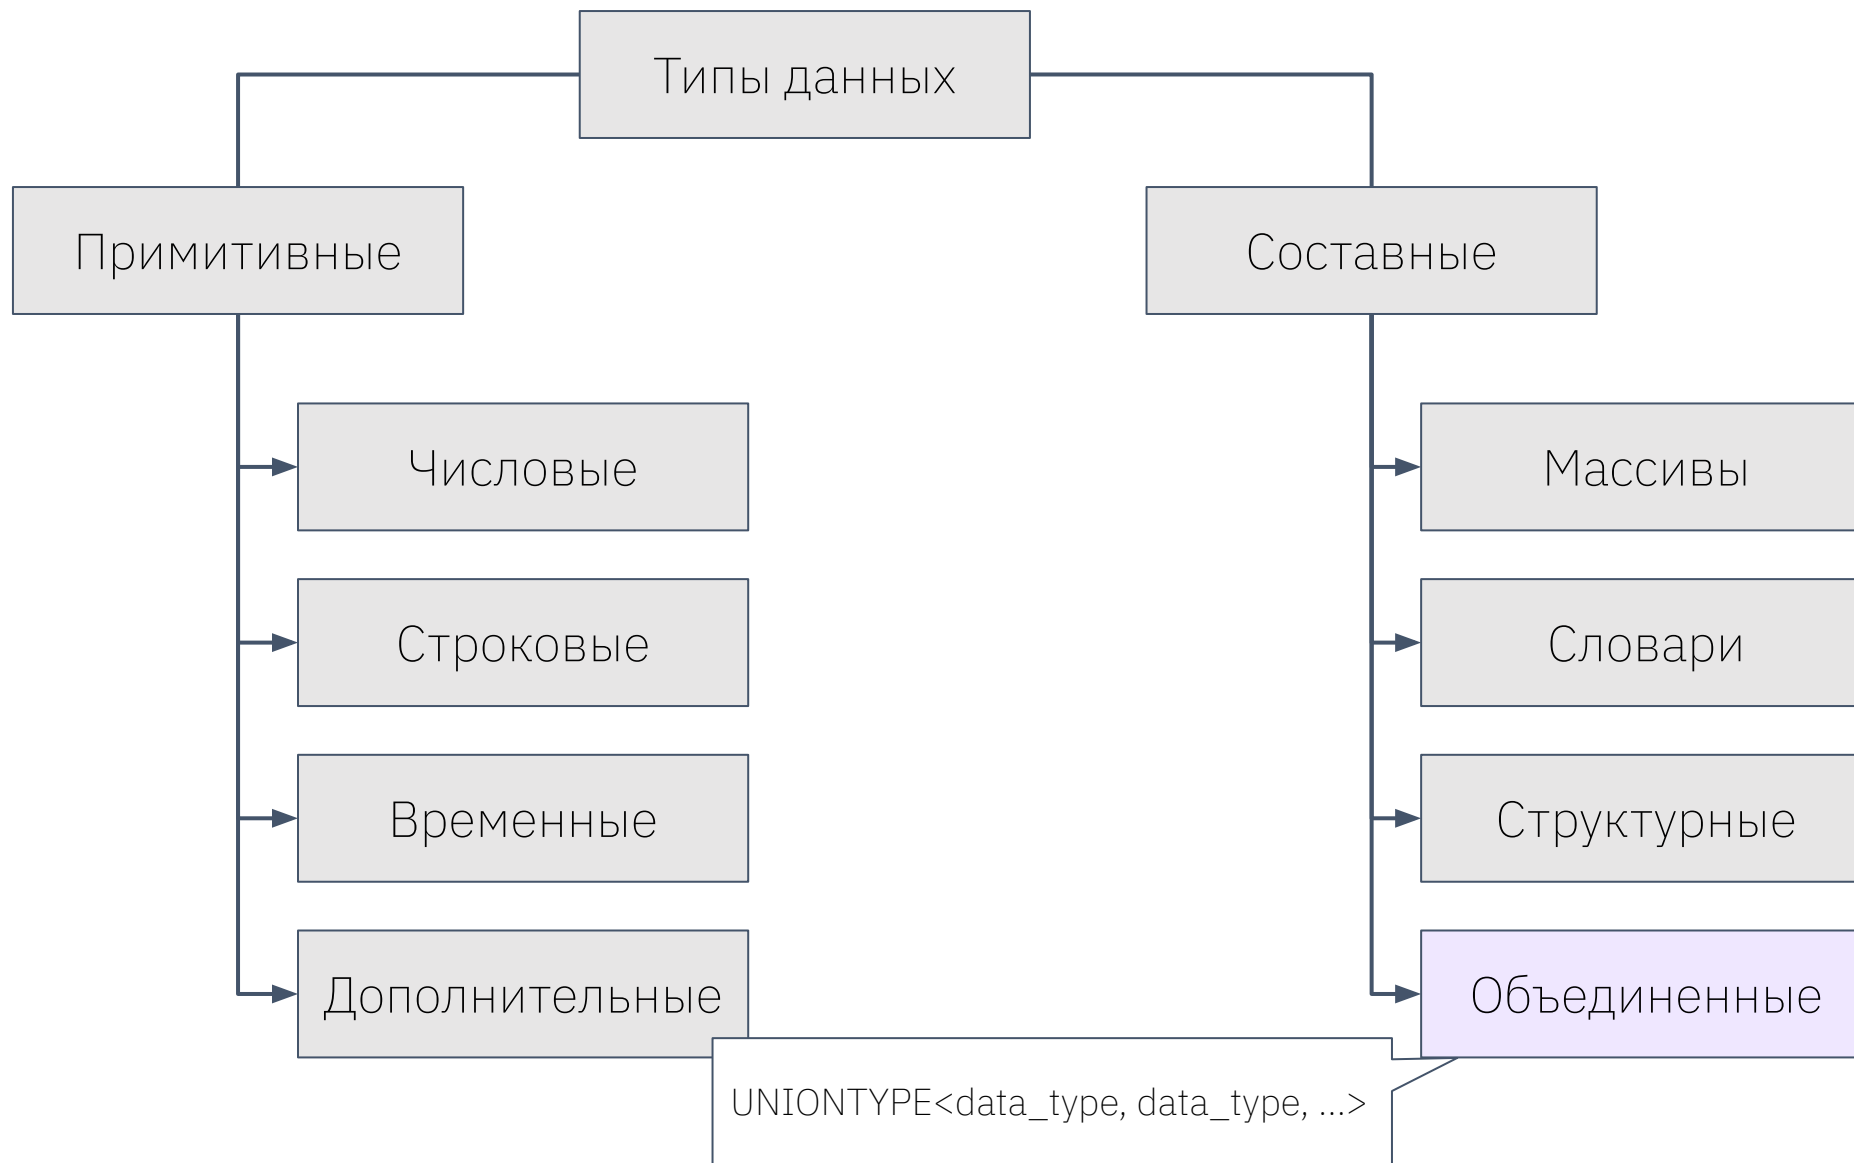 Типы данных
Примитивные
Составные
Числовые
Массивы
Строковые
Словари
Временные
Структурные
Дополнительные
Объединенные
UNIONTYPE<data_type, data_type, ...>